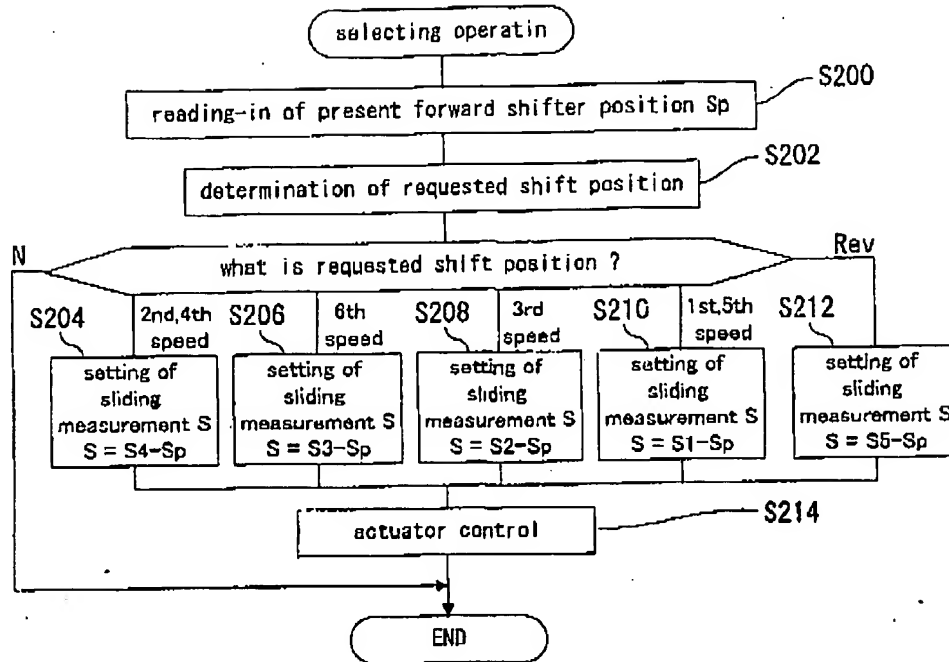 selecting operatin
S200
reading-in of present forward shifter position Sp
S202
determination of requested shift position
N
what is requested shift position ?
Rev
S204
2nd,4th
speed
S206
6th
speed
S208
3rd
speed
S210
1st,5th
speed
S212
setting of
sliding
measurement S
S = S4-Sp
setting of
sliding
measurement S
S = S3-Sp
setting of
sliding
measurement S
S = S2-Sp
setting of
sliding
measurement S
S = S1-Sp
setting of
sliding
measurement S
S = S5-Sp
actuator control
S214
END